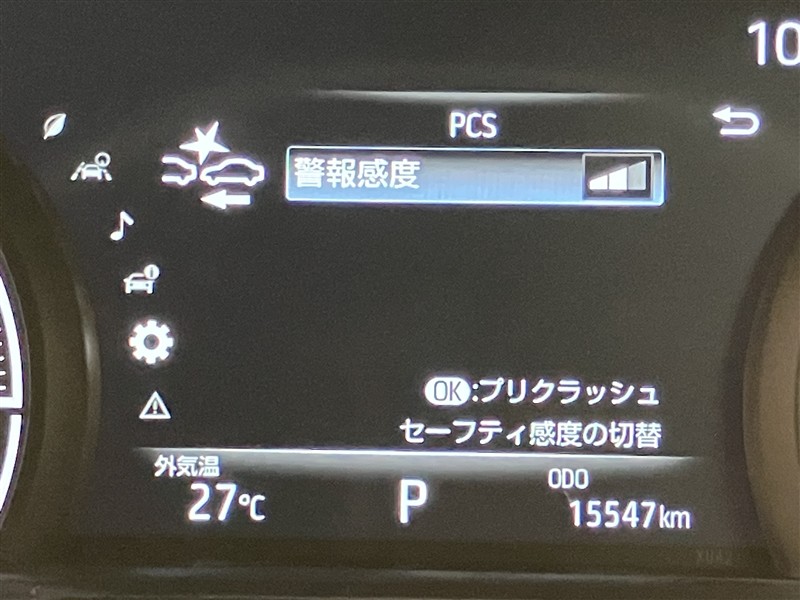 10
PCS
警報感度
OK:プリクラッシュ
セーフティ感度の切替
外気温
27℃
P
ODO
15547km